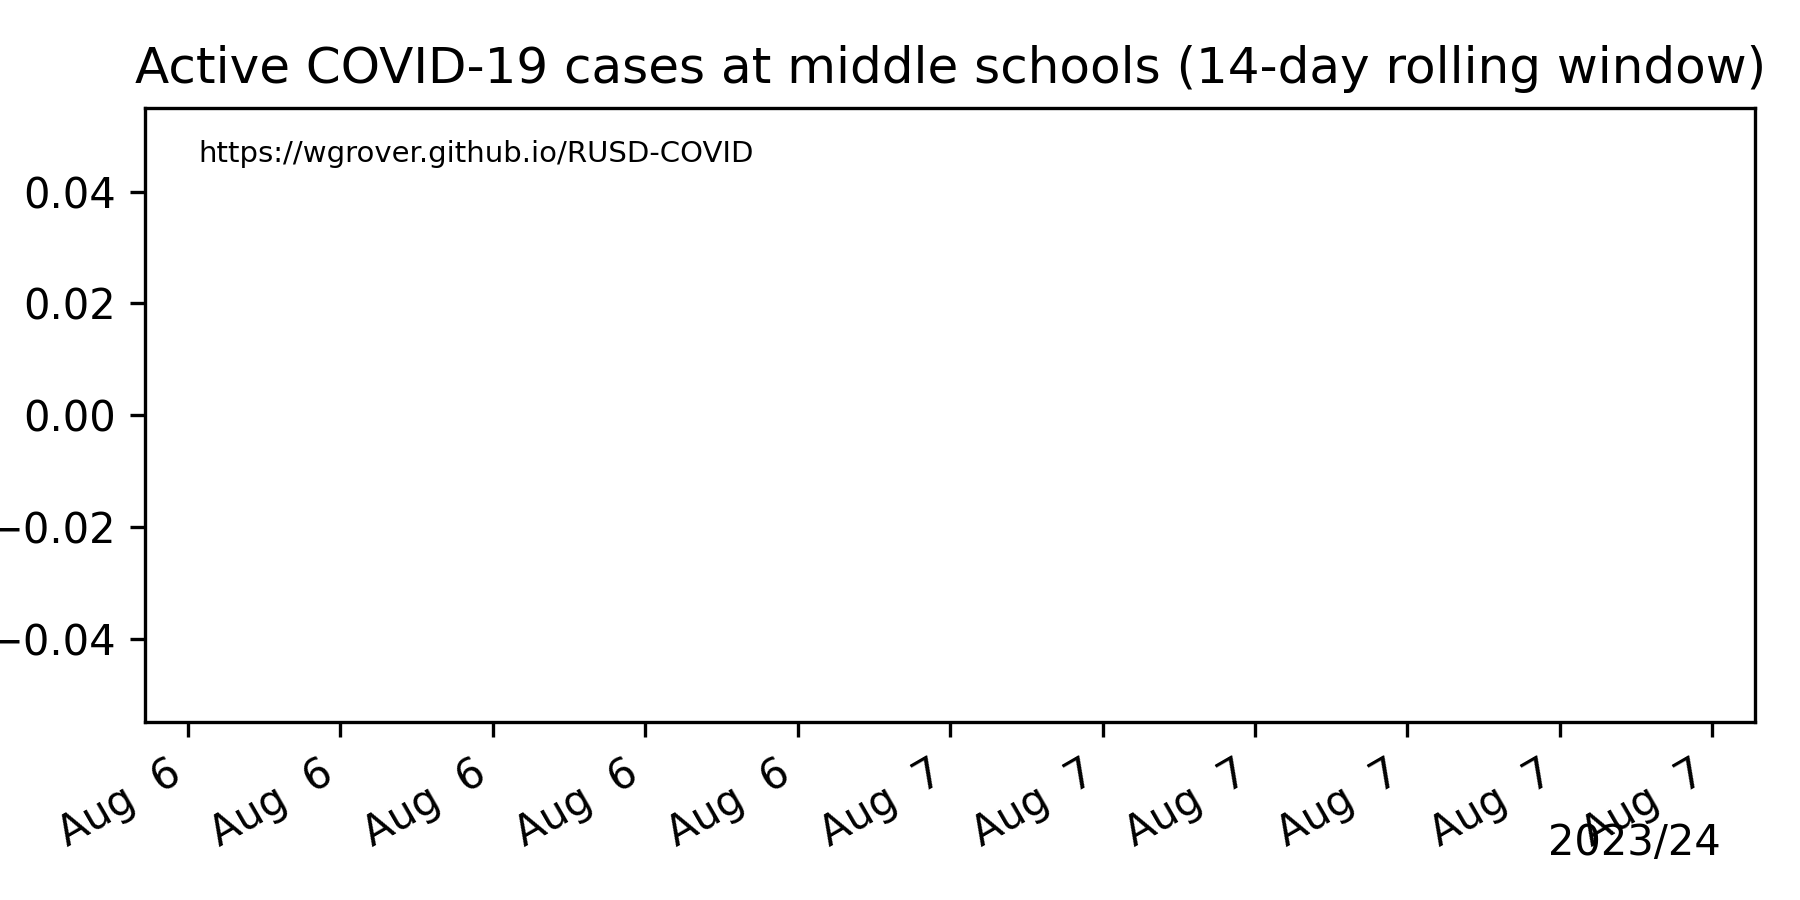 Active COVID-19 cases at middle schools (14-day rolling window)
https://wgrover.github.io/RUSD-COVID
0.04
0.02
0.00
−0.02
−0.04
Aug 6
Aug 6
Aug 6
Aug 6
Aug 6
Aug 7
Aug 7
Aug 7
Aug 7
Aug 7
Aug 7
2023/24